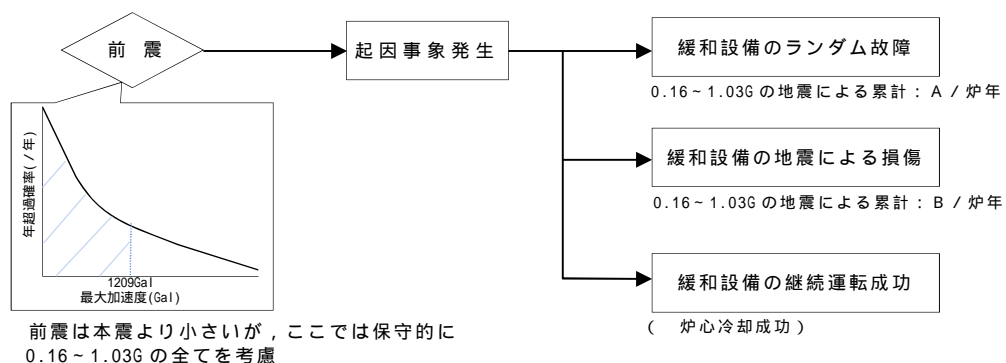 前震
起因事象発生
緩和設備のランダム故障
0.16~1.03Gの地震による累計:A/炉年
緩和設備の地震による損傷
0.16~1.03Gの地震による累計:B/炉年
緩和設備の継続運転成功
( 炉心冷却成功)
年超過確率(/年)
1209Gal
最大加速度(Gal)
前震は本震より小さいが,ここでは保守的に
0.16~1.03Gの全てを考慮